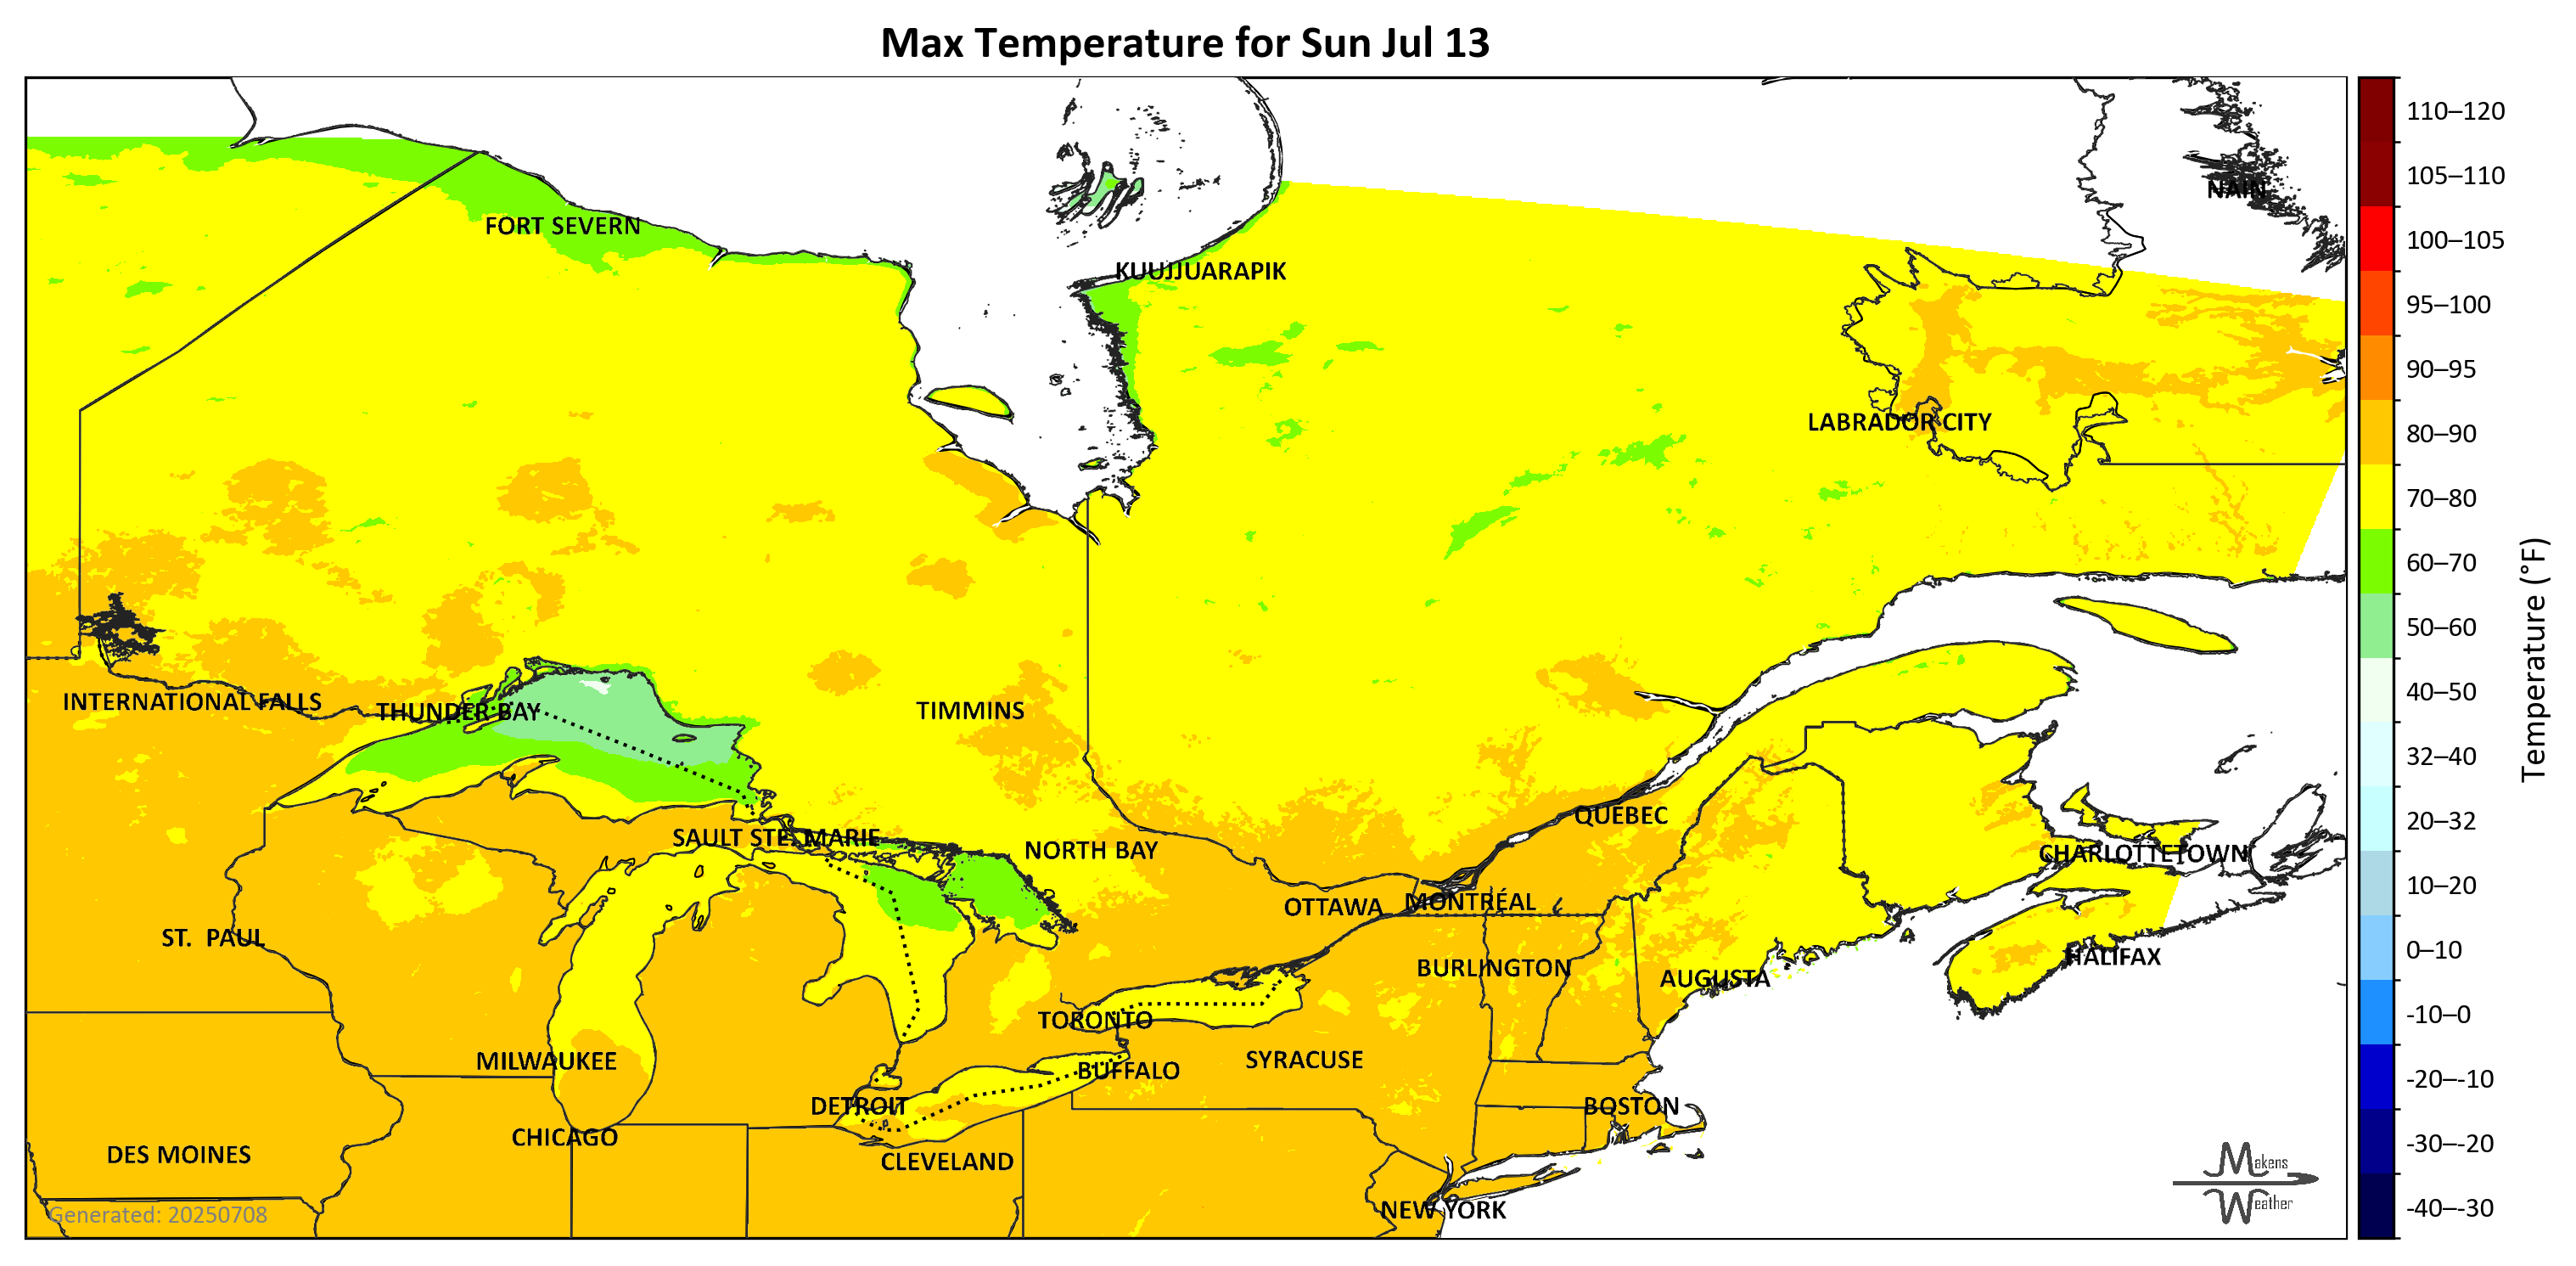 Max Temperature for Sun Jul 13
NAIN
FORT SEVERN
KUUJJUARAPIK
LABRADOR CITY
INTERNATIONAL FALLS
THUNDER BAY
TIMMINS
QUEBEC
SAULT STE. MARIE
NORTH BAY
CHARLOTTETOWN
OTTAWA
MONTRÉAL
ST. PAUL
HALIFAX
BURLINGTON
AUGUSTA
TORONTO
MILWAUKEE
SYRACUSE
BUFFALO
DETROIT
BOSTON
CHICAGO
DES MOINES
CLEVELAND
NEW YORK
Generated: 20250708
Makens
Weather
110–120
105–110
100–105
95–100
90–95
80–90
70–80
60–70
50–60
40–50
32–40
20–32
10–20
0–10
-10–0
-20–-10
-30–-20
-40–-30
Temperature (°F)